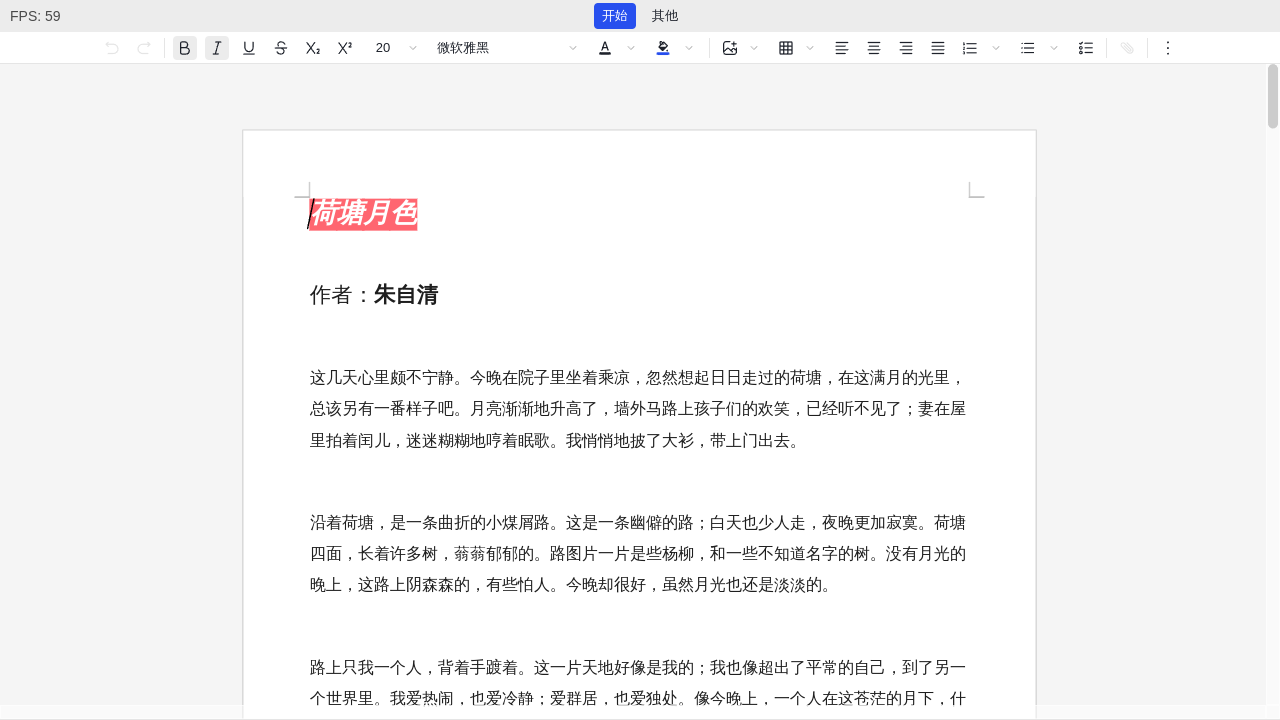 FPS: 59
开始 其他
20 微软雅黑
荷塘月色
作者：朱自清
这几天心里颇不宁静。今晚在院子里坐着乘凉，忽然想起日日走过的荷塘，在这满月的光里，
总该另有一番样子吧。月亮渐渐地升高了，墙外马路上孩子们的欢笑，已经听不见了；妻在屋
里拍着闰儿，迷迷糊糊地哼着眠歌。我悄悄地披了大衫，带上门出去。
沿着荷塘，是一条曲折的小煤屑路。这是一条幽僻的路；白天也少人走，夜晚更加寂寞。荷塘
四面，长着许多树，蓊蓊郁郁的。路图片一片是些杨柳，和一些不知道名字的树。没有月光的
晚上，这路上阴森森的，有些怕人。今晚却很好，虽然月光也还是淡淡的。
路上只我一个人，背着手踱着。这一片天地好像是我的；我也像超出了平常的自己，到了另一
个世界里。我爱热闹，也爱冷静；爱群居，也爱独处。像今晚上，一个人在这苍茫的月下，什